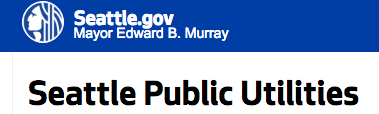 Seattle.gov
Mayor Edward B. Murray
Seattle Public Utilities